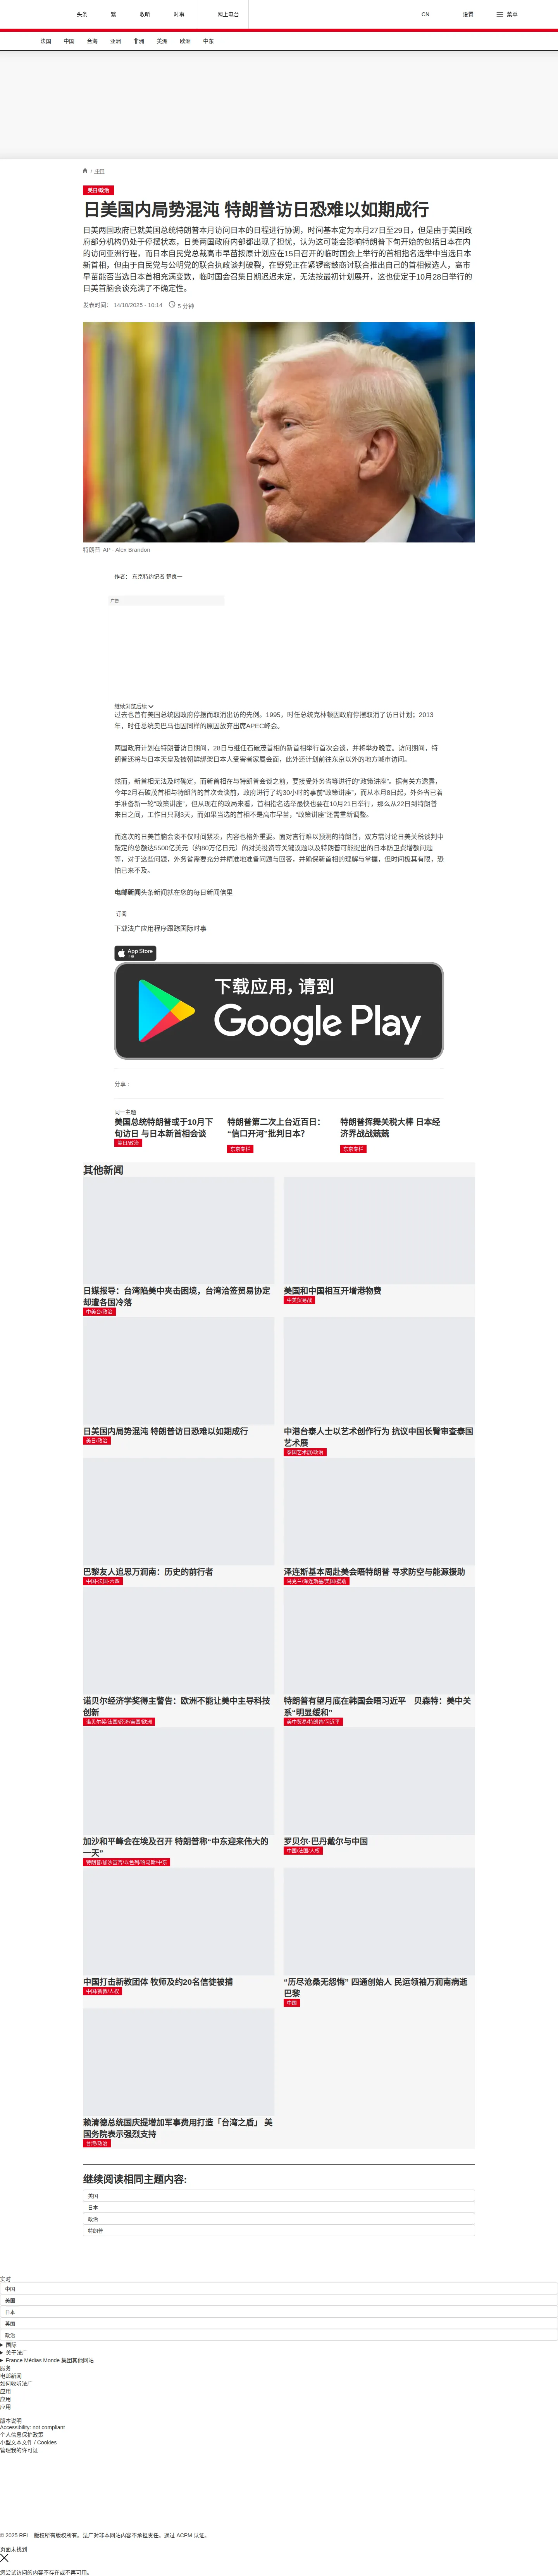 头条
繁
收听
时事
网上电台
CN
设置
菜单
法国
中国
台海
亚洲
非洲
美洲
欧洲
中东
/ 中国
美日/政治
日美国内局势混沌 特朗普访日恐难以如期成行
日美两国政府已就美国总统特朗普本月访问日本的日程进行协调，时间基本定为本月27日至29日，但是由于美国政
府部分机构仍处于停摆状态，日美两国政府内部都出现了担忧，认为这可能会影响特朗普下旬开始的包括日本在内
的访问亚洲行程，而日本自民党总裁高市早苗按原计划应在15日召开的临时国会上举行的首相指名选举中当选日本
新首相，但由于自民党与公明党的联合执政谈判破裂，在野党正在紧锣密鼓商讨联合推出自己的首相候选人，高市
早苗能否当选日本首相充满变数，临时国会召集日期迟迟未定，无法按最初计划展开，这也使定于10月28日举行的
日美首脑会谈充满了不确定性。
发表时间： 14/10/2025 - 10:14
5 分钟
特朗普 AP - Alex Brandon
作者： 东京特约记者 楚良一
广告
继续浏览后续
过去也曾有美国总统因政府停摆而取消出访的先例。1995，时任总统克林顿因政府停摆取消了访日计划；2013
年，时任总统奥巴马也因同样的原因放弃出席APEC峰会。
两国政府计划在特朗普访日期间，28日与继任石破茂首相的新首相举行首次会谈，并将举办晚宴。访问期间，特
朗普还将与日本天皇及被朝鲜绑架日本人受害者家属会面，此外还计划前往东京以外的地方城市访问。
然而，新首相无法及时确定，而新首相在与特朗普会谈之前，要接受外务省等进行的“政策讲座”。据有关方透露，
今年2月石破茂首相与特朗普的首次会谈前，政府进行了约30小时的事前“政策讲座”，而从本月8日起，外务省已着
手准备新一轮“政策讲座”，但从现在的政局来看，首相指名选举最快也要在10月21日举行，那么从22日到特朗普
来日之间，工作日只剩3天，而如果当选的首相不是高市早苗，“政策讲座”还需重新调整。
而这次的日美首脑会谈不仅时间紧凑，内容也格外重要。面对言行难以预测的特朗普，双方需讨论日美关税谈判中
敲定的总额达5500亿美元（约80万亿日元）的对美投资等关键议题以及特朗普可能提出的日本防卫费增额问题
等，对于这些问题，外务省需要充分并精准地准备问题与回答，并确保新首相的理解与掌握，但时间极其有限，恐
怕已来不及。
电邮新闻头条新闻就在您的每日新闻信里
订阅
下载法广应用程序跟踪国际时事
App Store
下载
下载应用，请到
Google Play
分享 :
同一主题
美国总统特朗普或于10月下
旬访日 与日本新首相会谈
美日/政治
特朗普第二次上台近百日：
“信口开河”批判日本？
东京专栏
特朗普挥舞关税大棒 日本经
济界战战兢兢
东京专栏
其他新闻
日媒报导：台湾陷美中夹击困境，台湾洽签贸易协定
却遭各国冷落
中美台/政治
美国和中国相互开增港物费
中美贸易战
日美国内局势混沌 特朗普访日恐难以如期成行
美日/政治
中港台泰人士以艺术创作行为 抗议中国长臂审查泰国
艺术展
泰国艺术展/政治
巴黎友人追思万润南：历史的前行者
中国·法国·六四
泽连斯基本周赴美会晤特朗普 寻求防空与能源援助
乌克兰/泽连斯基/美国/援助
诺贝尔经济学奖得主警告：欧洲不能让美中主导科技
创新
诺贝尔奖/法国/经济/美国/欧洲
特朗普有望月底在韩国会晤习近平　贝森特：美中关
系“明显缓和”
美中贸易/特朗普/习近平
加沙和平峰会在埃及召开 特朗普称“中东迎来伟大的
一天”
特朗普/加沙宣言/以色列/哈马斯/中东
罗贝尔·巴丹戴尔与中国
中国/法国/人权
中国打击新教团体 牧师及约20名信徒被捕
中国/新教/人权
“历尽沧桑无怨悔” 四通创始人 民运领袖万润南病逝
巴黎
中国
赖清德总统国庆提增加军事费用打造「台湾之盾」 美
国务院表示强烈支持
台湾/政治
继续阅读相同主题内容:
美国
日本
政治
特朗普
实时
中国
美国
日本
英国
政治
国际
关于法广
France Médias Monde 集团其他网站
服务
电邮新闻
如何收听法广
应用
应用
应用
版本说明
Accessibility: not compliant
个人信息保护政策
小型文本文件 / Cookies
管理我的许可证
© 2025 RFI – 版权所有版权所有。法广对非本网站内容不承担责任。通过 ACPM 认证。
页面未找到
您尝试访问的内容不存在或不再可用。